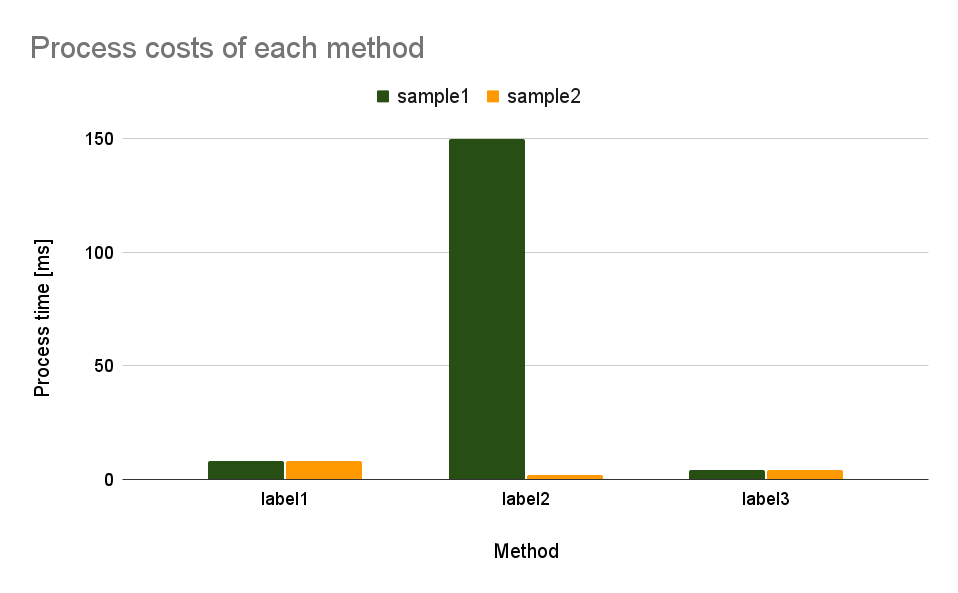 Process costs of each method
sample1 sample2
150
100
50
0
Process time [ms]
label1 label2 label3
Method